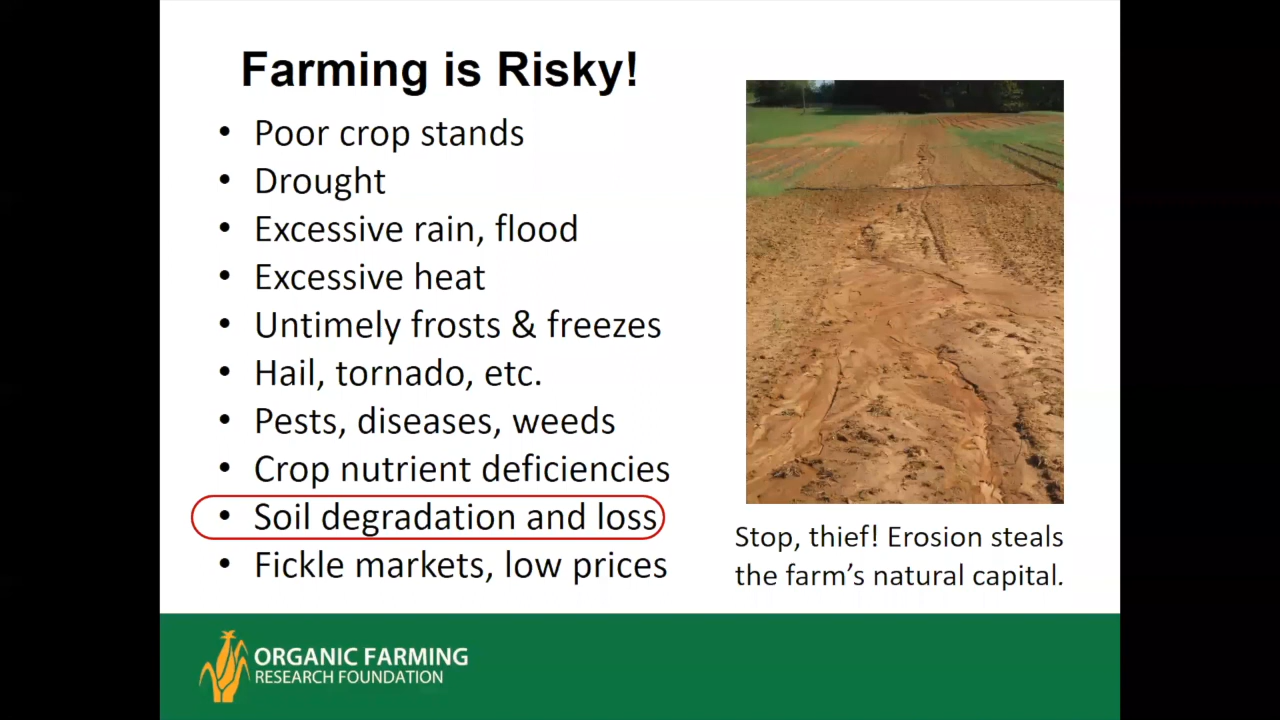 Farming is Risky!
• Poor crop stands
• Drought
• Excessive rain, flood
• Excessive heat
• Untimely frosts & freezes
• Hail, tornado, etc.
• Pests, diseases, weeds
• Crop nutrient deficiencies
• Soil degradation and loss
• Fickle markets, low prices
Stop, thief! Erosion steals
the farm’s natural capital.
ORGANIC FARMING
RESEARCH FOUNDATION